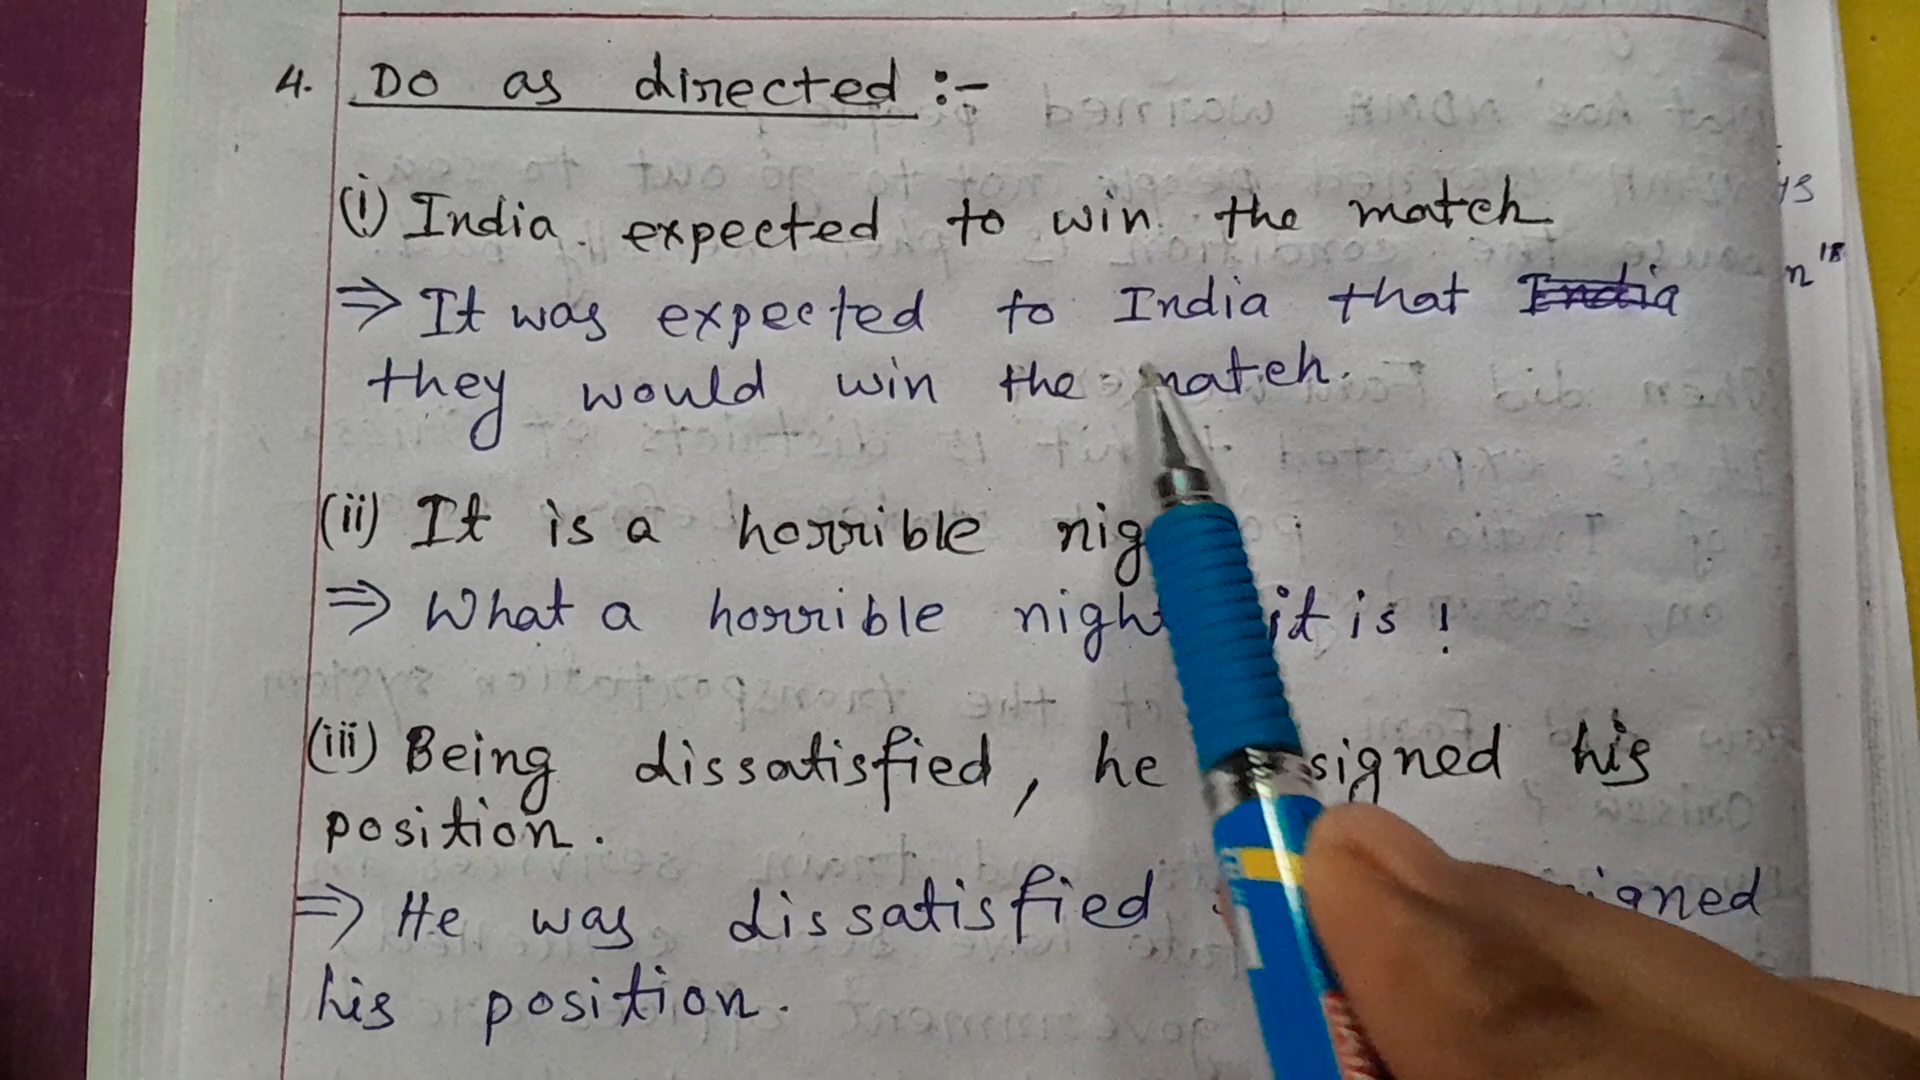 4. Do as directed :-
(i) India expected to win the match
⇒ It was expected to India that India
they would win the match.
(ii) It is a horrible nig
⇒ What a horrible nigh it is !
(iii) Being dissatisfied, he signed his
position.
⇒ He was dissatisfied igned
his position.